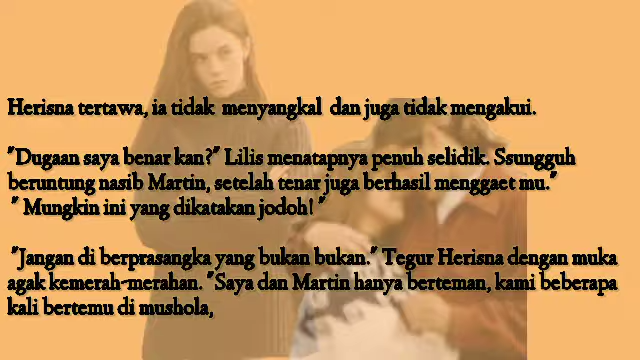 Herisna tertawa, ia tidak menyangkal dan juga tidak mengakui.
"Dugaan saya benar kan?" Lilis menatapnya penuh selidik. Ssungguh
beruntung nasib Martin, setelah tenar juga berhasil menggaet mu."
" Mungkin ini yang dikatakan jodoh! "
"Jangan di berprasangka yang bukan bukan." Tegur Herisna dengan muka
agak kemerah-merahan. "Saya dan Martin hanya berteman, kami beberapa
kali bertemu di mushola,